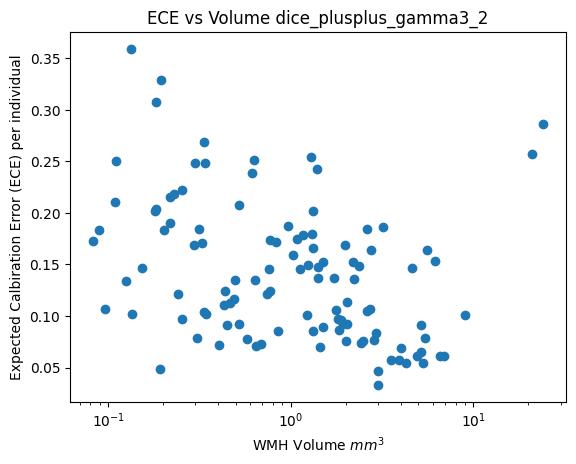 ECE vs Volume dice_plusplus_gamma3_2
Expected Calbiration Error (ECE) per individual
0.35
0.30
0.25
0.20
0.15
0.10
0.05
10⁻¹ 10⁰ 10¹
WMH Volume mm³